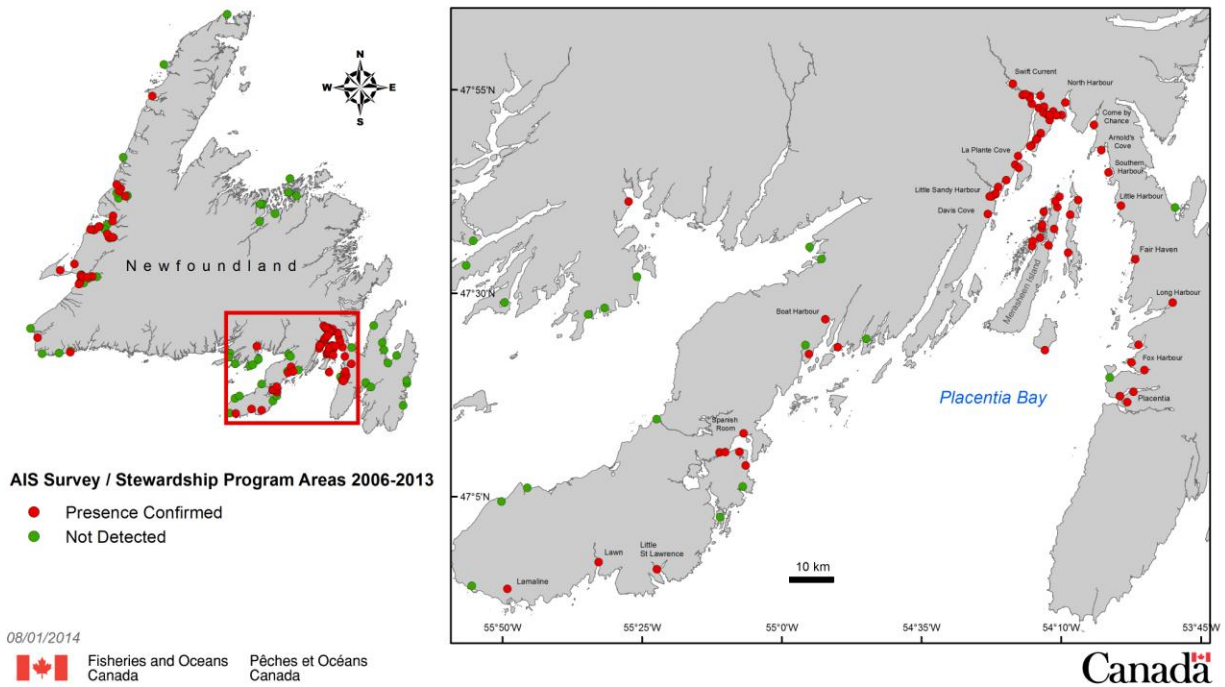 N
W E
S
Newfoundland
AIS Survey / Stewardship Program Areas 2006-2013
Presence Confirmed
Not Detected
08/01/2014
Fisheries and Oceans
Canada
Pêches et Océans
Canada
47°55'N
47°30'N
47°5'N
Swift Current
North Harbour
Come by
Chance
Arnold's
Cove
Southern
Harbour
La Plante Cove
Little Sandy Harbour
Little Harbour
Davis Cove
Fair Haven
Merasheen Island
Long Harbour
Boat Harbour
Fox Harbour
Placentia Bay
Placentia
Spanish
Room
Lawn
Little
St Lawrence
Lamaline
10 km
55°50'W
55°25'W
55°0'W
54°35'W
54°10'W
53°45'W
Canada